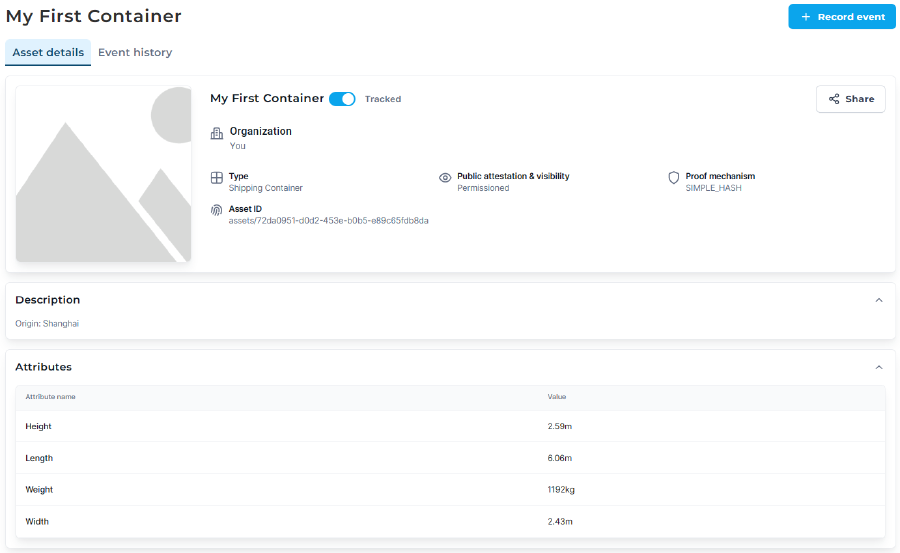 My First Container
+ Record event
Asset details Event history
My First Container Tracked
Share
Organization
You
Type
Shipping Container
Public attestation & visibility
Permissioned
Proof mechanism
SIMPLE_HASH
Asset ID
assets/72da0951-d0d2-453e-b0b5-e89c65fdb8da
Description
Origin: Shanghai
Attributes
Attribute name Value
Height 2.59m
Length 6.06m
Weight 1192kg
Width 2.43m